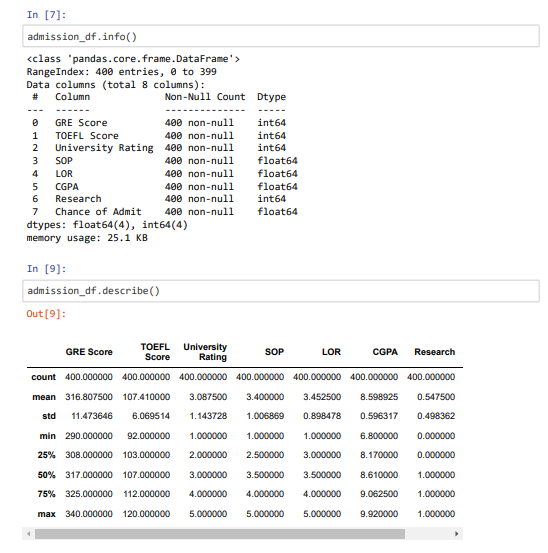 In [7]:
admission_df.info()
<class 'pandas.core.frame.DataFrame'>
RangeIndex: 400 entries, 0 to 399
Data columns (total 8 columns):
 #   Column             Non-Null Count  Dtype
---  ------             --------------  -----
 0   GRE Score          400 non-null    int64
 1   TOEFL Score        400 non-null    int64
 2   University Rating  400 non-null    int64
 3   SOP                400 non-null    float64
 4   LOR                400 non-null    float64
 5   CGPA               400 non-null    float64
 6   Research           400 non-null    int64
 7   Chance of Admit    400 non-null    float64
dtypes: float64(4), int64(4)
memory usage: 25.1 KB
In [9]:
admission_df.describe()
Out[9]:
GRE Score TOEFL Score University Rating SOP LOR CGPA Research
count 400.000000 400.000000 400.000000 400.000000 400.000000 400.000000 400.000000
mean 316.807500 107.410000 3.087500 3.400000 3.452500 8.598925 0.547500
std 11.473646 6.069514 1.143728 1.006869 0.898478 0.596317 0.498362
min 290.000000 92.000000 1.000000 1.000000 1.000000 6.800000 0.000000
25% 308.000000 103.000000 2.000000 2.500000 3.000000 8.170000 0.000000
50% 317.000000 107.000000 3.000000 3.500000 3.500000 8.610000 1.000000
75% 325.000000 112.000000 4.000000 4.000000 4.000000 9.062500 1.000000
max 340.000000 120.000000 5.000000 5.000000 5.000000 9.920000 1.000000